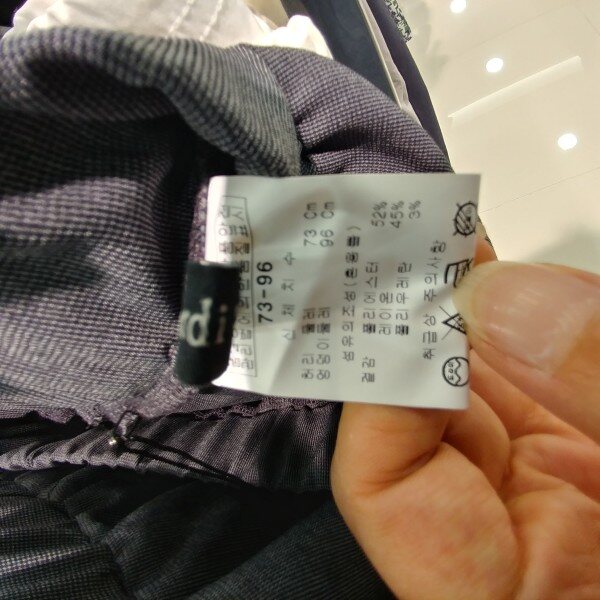 73-96
신 체 치 수
허리 둘레 73 Cm
엉덩이둘레 96 Cm
섬유의조성(혼용률)
겉감
폴리에스터 52%
레이온 45%
폴리우레탄 3%
취급상 주의사항
rdi